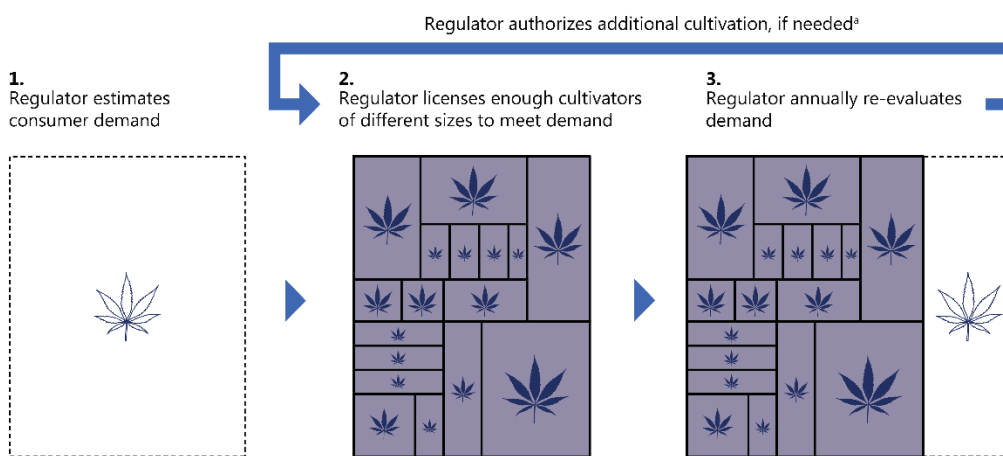 Regulator authorizes additional cultivation, if neededᵃ
1.
Regulator estimates
consumer demand
2.
Regulator licenses enough cultivators
of different sizes to meet demand
3.
Regulator annually re-evaluates
demand